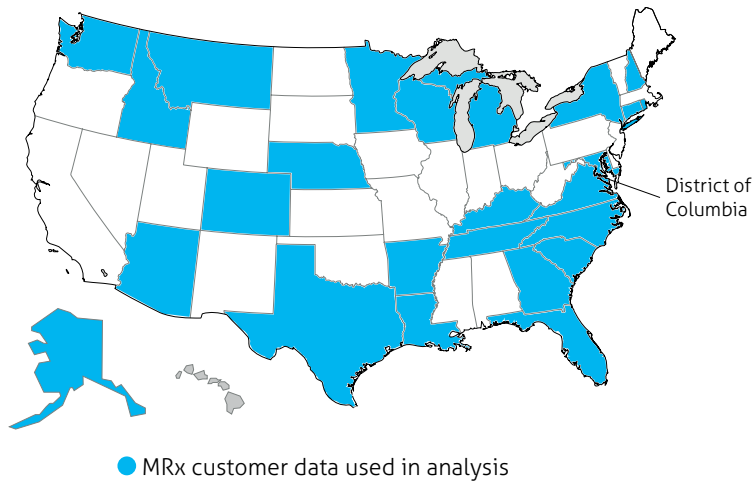 District of
Columbia
MRx customer data used in analysis